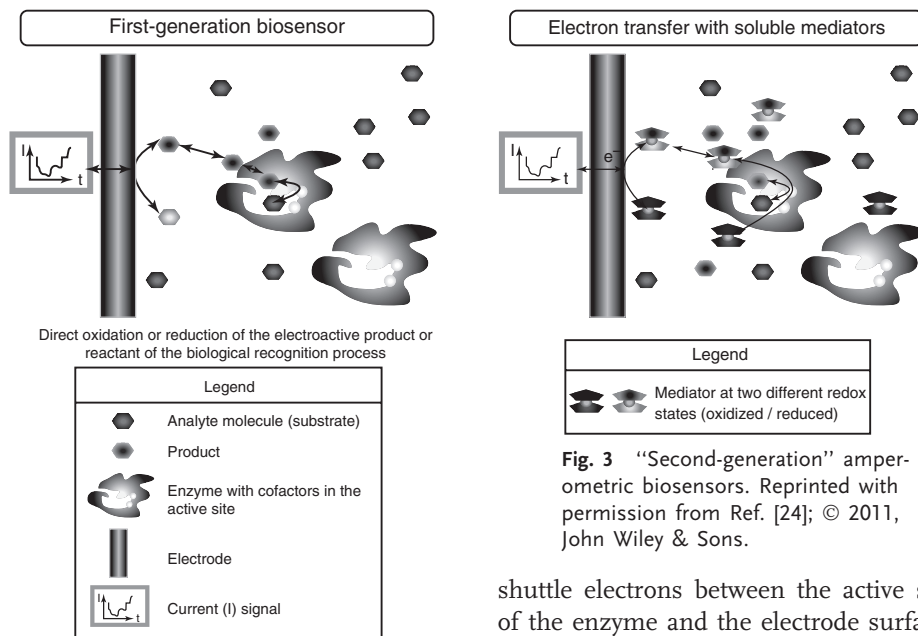 First-generation biosensor
I
t
Direct oxidation or reduction of the electroactive product or
reactant of the biological recognition process
Legend
Analyte molecule (substrate)
Product
Enzyme with cofactors in the
active site
Electrode
I
t
Current (I) signal
Electron transfer with soluble mediators
I
t
e−
Legend
Mediator at two different redox
states (oxidized / reduced)
Fig. 3 ‘‘Second-generation’’ amper-
ometric biosensors. Reprinted with
permission from Ref. [24]; © 2011,
John Wiley & Sons.
shuttle electrons between the active
of the enzyme and the electrode